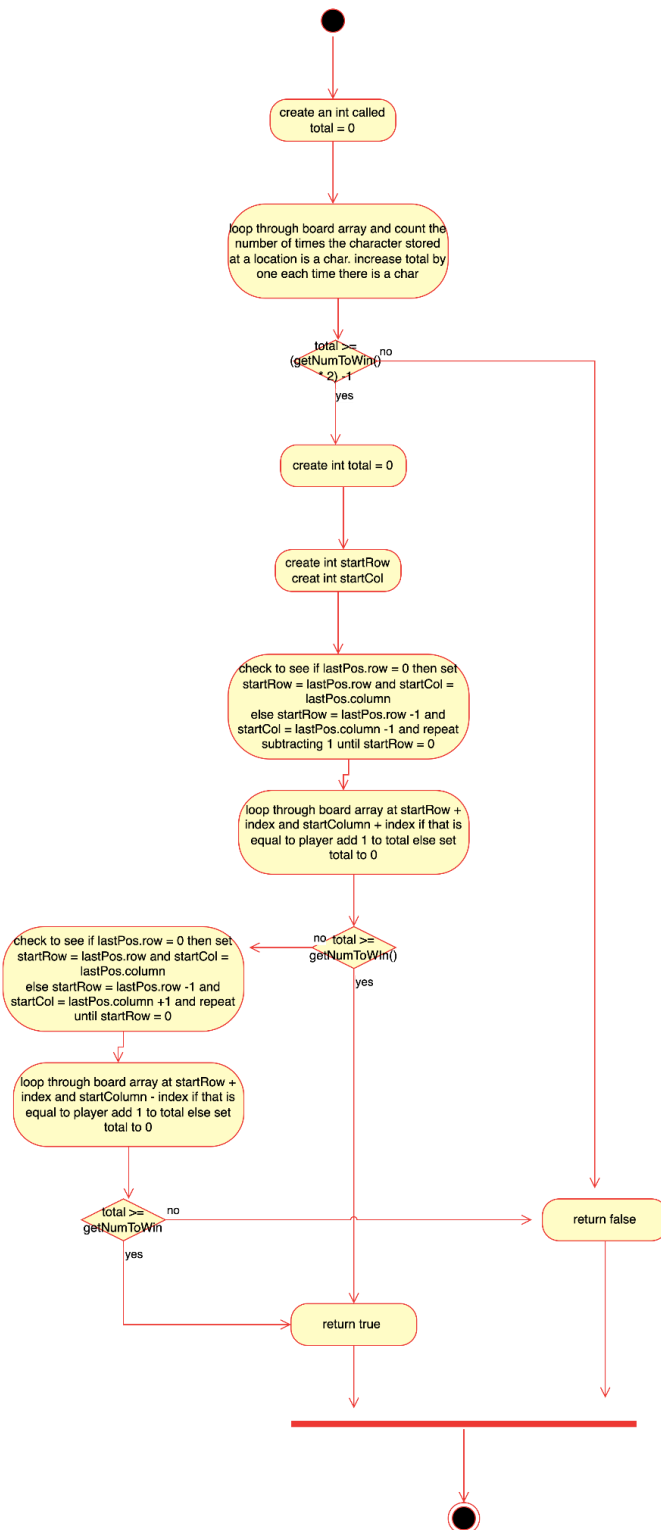 create an int called
total = 0
loop through board array and count the
number of times the character stored
at a location is a char. increase total by
one each time there is a char
total >=
(getNumToWin()
* 2) -1
no
yes
create int total = 0
create int startRow
creat int startCol
check to see if lastPos.row = 0 then set
startRow = lastPos.row and startCol =
lastPos.column
else startRow = lastPos.row -1 and
startCol = lastPos.column -1 and repeat
subtracting 1 until startRow = 0
loop through board array at startRow +
index and startColumn + index if that is
equal to player add 1 to total else set
total to 0
total >=
getNumToWIn()
no
yes
check to see if lastPos.row = 0 then set
startRow = lastPos.row and startCol =
lastPos.column
else startRow = lastPos.row -1 and
startCol = lastPos.column +1 and repeat
until startRow = 0
loop through board array at startRow +
index and startColumn - index if that is
equal to player add 1 to total else set
total to 0
total >=
getNumToWin
no
yes
return false
return true